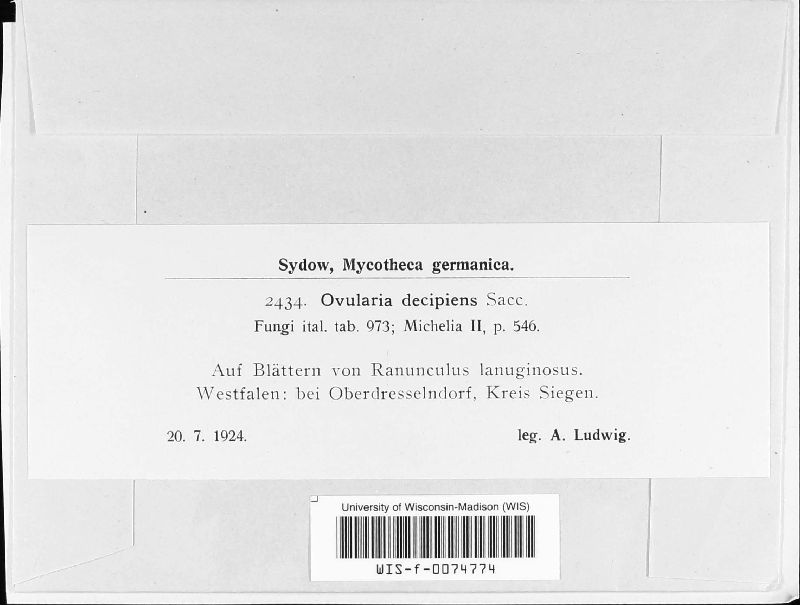 Sydow, Mycotheca germanica.
2434. Ovularia decipiens Sacc.
Fungi ital. tab. 973; Michelia II, p. 546.
Auf Blättern von Ranunculus lanuginosus.
Westfalen: bei Oberdresselndorf, Kreis Siegen.
20. 7. 1924. leg. A. Ludwig.
University of Wisconsin-Madison (WIS)
WIS-f-0074774